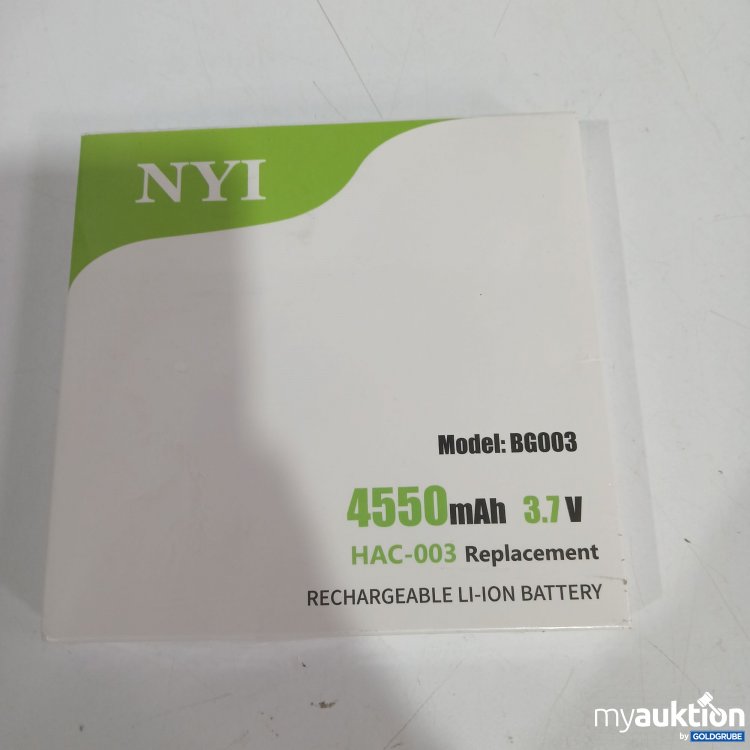 NYI
Model: BG003
4550mAh 3.7V
HAC-003 Replacement
RECHARGEABLE LI-ION BATTERY
myauktion
by GOLDGRUBE